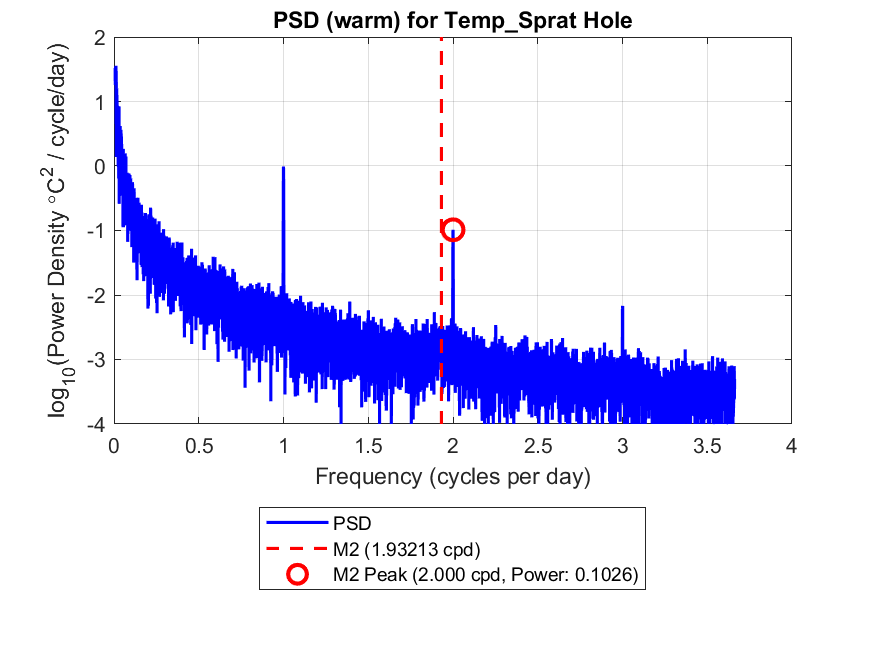 PSD (warm) for Temp_Sprat Hole
log10(Power Density °C2 / cycle/day)
2
1
0
-1
-2
-3
-4
0 0.5 1 1.5 2 2.5 3 3.5 4
Frequency (cycles per day)
PSD
M2 (1.93213 cpd)
M2 Peak (2.000 cpd, Power: 0.1026)